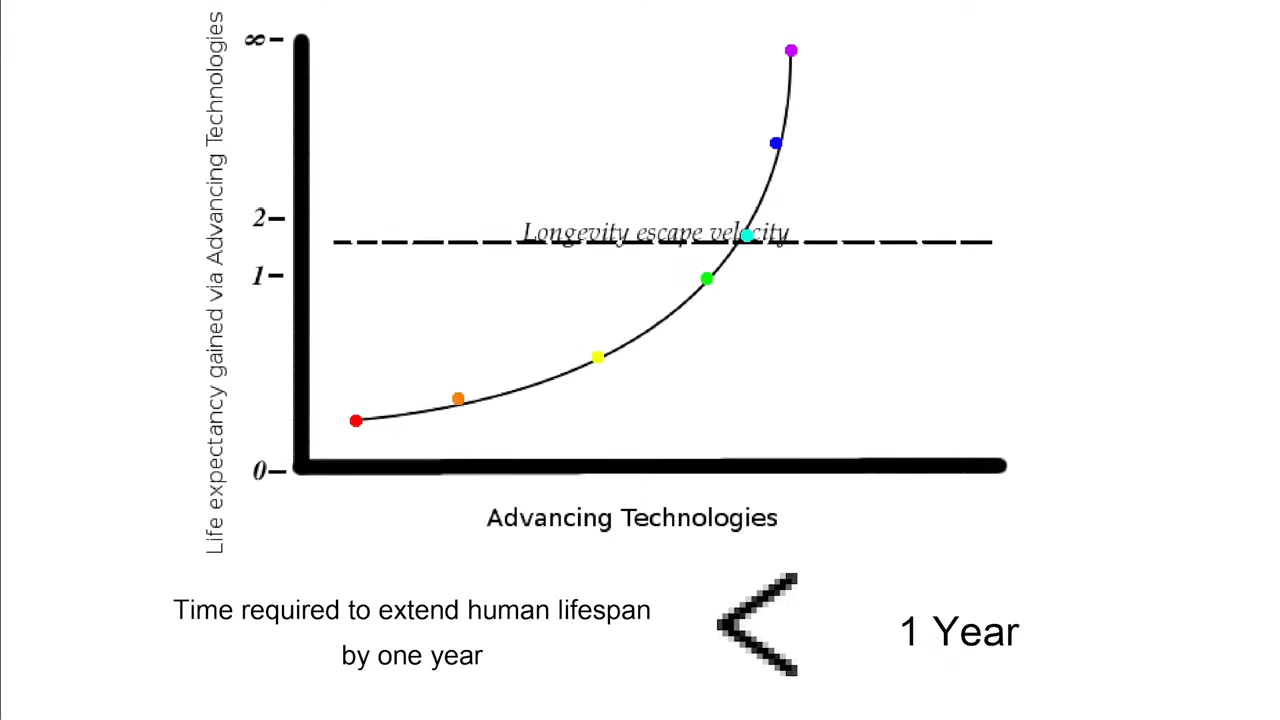 Life expectancy gained via Advancing Technologies
∞
2
Longevity escape velocity
1
0
Advancing Technologies
Time required to extend human lifespan
by one year
<
1 Year